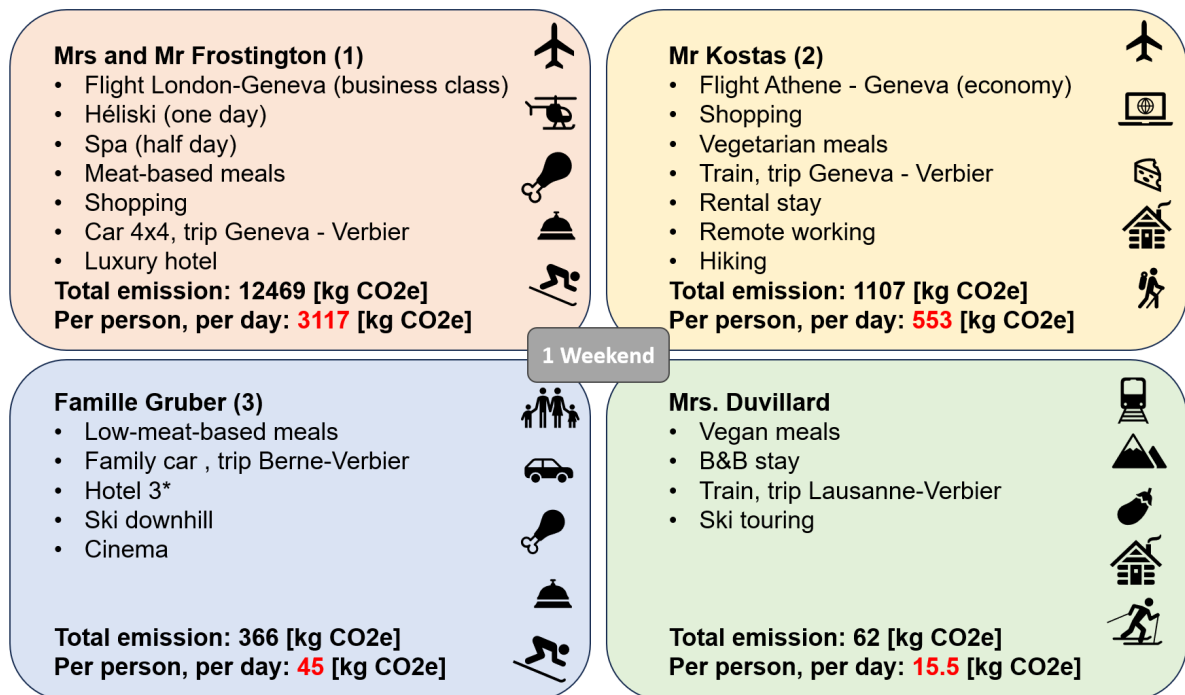 Mrs and Mr Frostington (1)
• Flight London-Geneva (business class)
• Héliski (one day)
• Spa (half day)
• Meat-based meals
• Shopping
• Car 4x4, trip Geneva - Verbier
• Luxury hotel
Total emission: 12469 [kg CO2e]
Per person, per day: 3117 [kg CO2e]
Mr Kostas (2)
• Flight Athene - Geneva (economy)
• Shopping
• Vegetarian meals
• Train, trip Geneva - Verbier
• Rental stay
• Remote working
• Hiking
Total emission: 1107 [kg CO2e]
Per person, per day: 553 [kg CO2e]
1 Weekend
Famille Gruber (3)
• Low-meat-based meals
• Family car , trip Berne-Verbier
• Hotel 3*
• Ski downhill
• Cinema
Total emission: 366 [kg CO2e]
Per person, per day: 45 [kg CO2e]
Mrs. Duvillard
• Vegan meals
• B&B stay
• Train, trip Lausanne-Verbier
• Ski touring
Total emission: 62 [kg CO2e]
Per person, per day: 15.5 [kg CO2e]